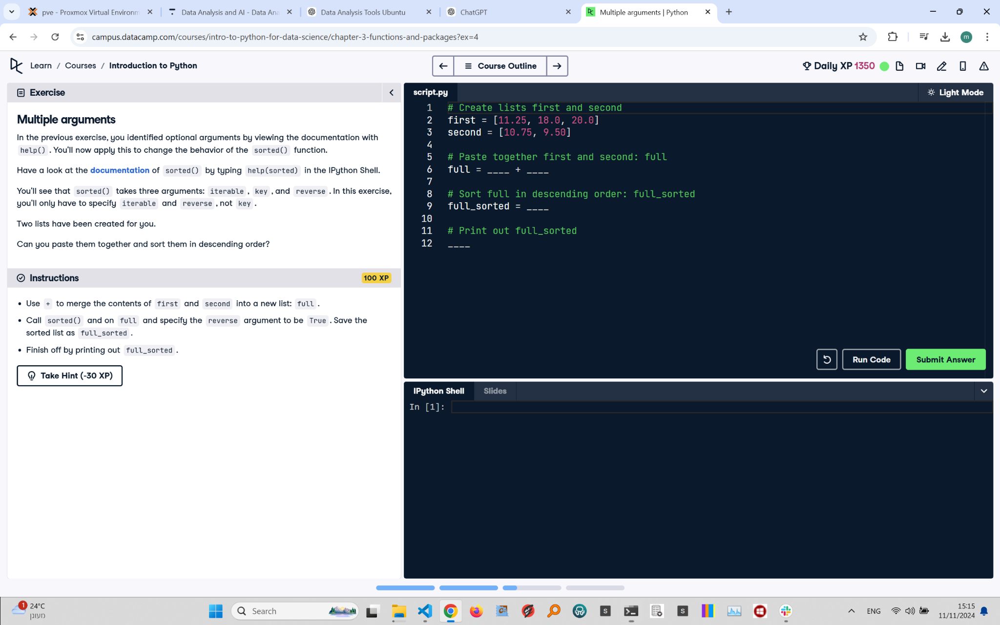 pve - Proxmox Virtual Environm
Data Analysis and AI - Data Ana
Data Analysis Tools Ubuntu
ChatGPT
Multiple arguments | Python
campus.datacamp.com/courses/intro-to-python-for-data-science/chapter-3-functions-and-packages?ex=4
m
Learn / Courses / Introduction to Python
Course Outline
Daily XP 1350
Exercise
Multiple arguments
In the previous exercise, you identified optional arguments by viewing the documentation with
help() . You'll now apply this to change the behavior of the sorted() function.
Have a look at the documentation of sorted() by typing help(sorted) in the IPython Shell.
You'll see that sorted() takes three arguments: iterable , key , and reverse . In this exercise,
you'll only have to specify iterable and reverse , not key .
Two lists have been created for you.
Can you paste them together and sort them in descending order?
Instructions
100 XP
• Use + to merge the contents of first and second into a new list: full .
• Call sorted() and on full and specify the reverse argument to be True . Save the
sorted list as full_sorted .
• Finish off by printing out full_sorted .
Take Hint (-30 XP)
script.py
Light Mode
1 # Create lists first and second
2 first = [11.25, 18.0, 20.0]
3 second = [10.75, 9.50]
4
5 # Paste together first and second: full
6 full = ____ + ____
7
8 # Sort full in descending order: full_sorted
9 full_sorted = ____
10
11 # Print out full_sorted
12 ____
Run Code
Submit Answer
IPython Shell
Slides
In [1]:
1
24°C
מעונן
Search
S
S
ENG
15:15
11/11/2024